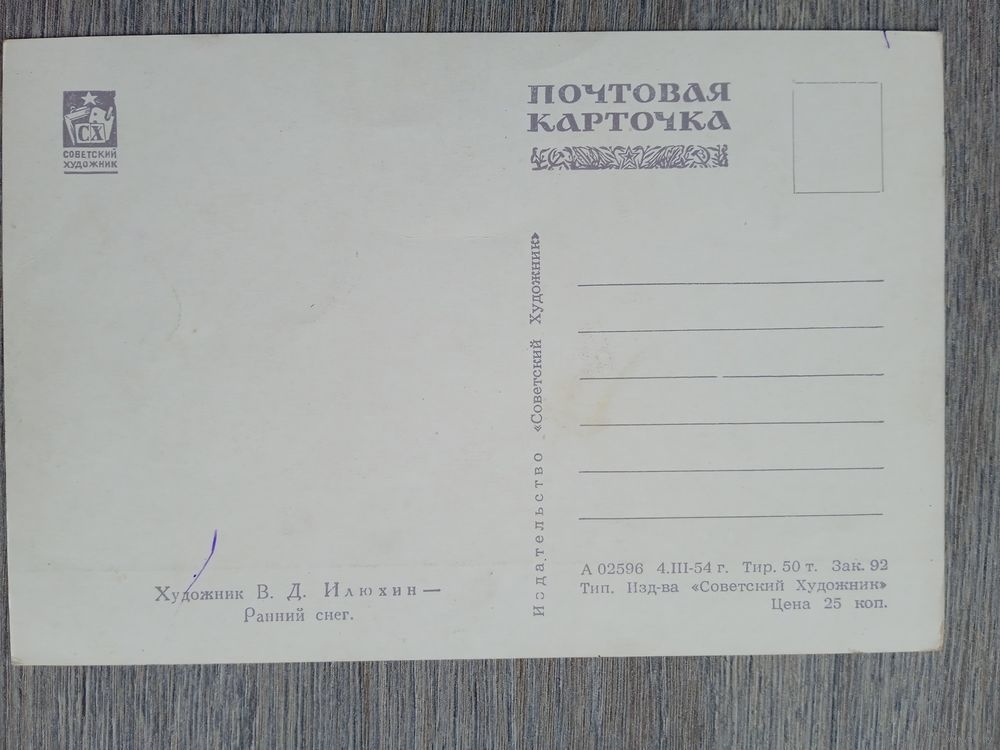 СХ
СОВЕТСКИЙ
ХУДОЖНИК
ПОЧТОВАЯ
КАРТОЧКА
Издательство «Советский Художник»
Художник В. Д. Илюхин —
Ранний снег.
А 02596 4.III-54 г. Тир. 50 т. Зак. 92
Тип. Изд-ва «Советский Художник»
Цена 25 коп.